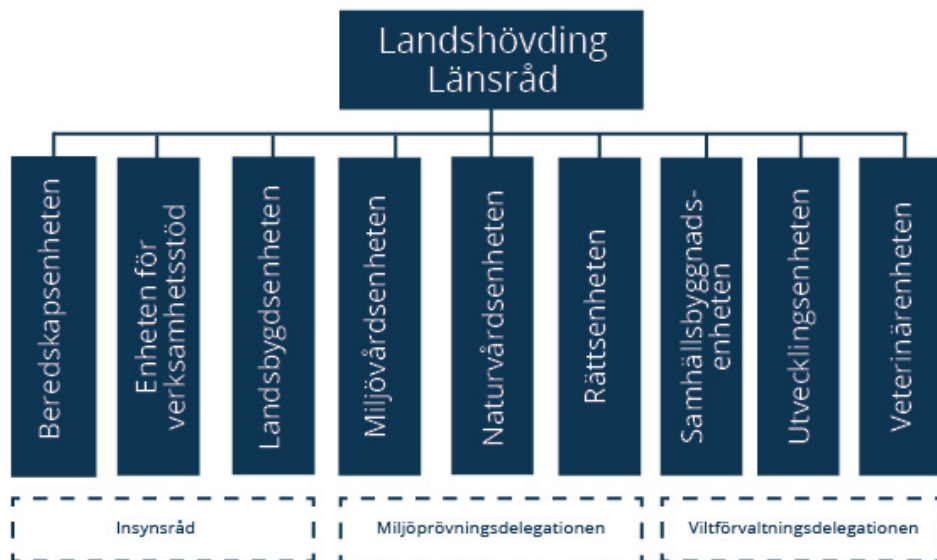 Landshövding
Länsråd
Beredskapsenheten
Enheten för
verksamhetsstöd
Landsbygdsenheten
Miljövårdsenheten
Naturvårdsenheten
Rättsenheten
Samhällsbyggnads-
enheten
Utvecklingsenheten
Veterinärenheten
Insynsråd
Miljöprövningsdelegationen
Viltförvaltningsdelegationen